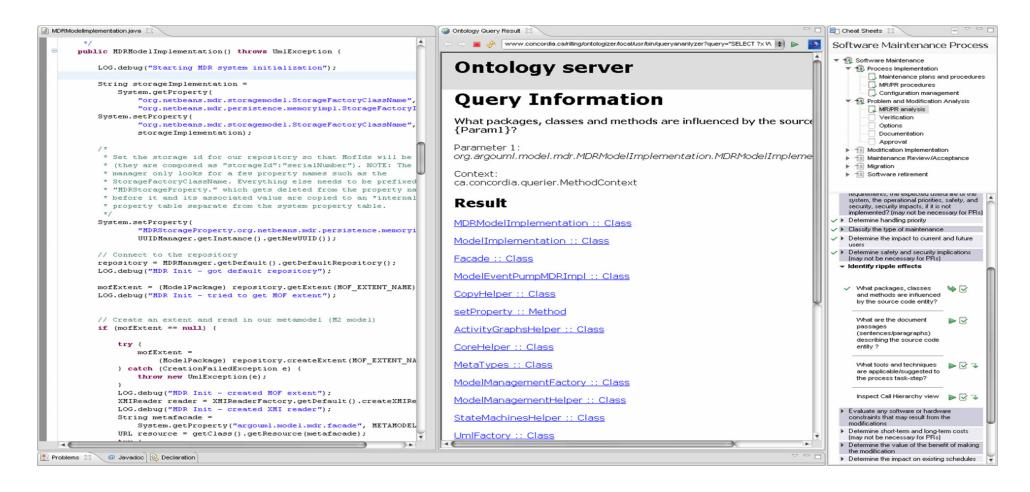 MDRModelImplementation.java
*/
public MDRModelImplementation() throws UmlException {
LOG.debug("Starting MDR system initialization");
String storageImplementation =
System.getProperty(
"org.netbeans.mdr.storagemodel.StorageFactoryClassName",
"org.netbeans.mdr.persistence.memoryimpl.StorageFactoryI
System.setProperty(
"org.netbeans.mdr.storagemodel.StorageFactoryClassName",
storageImplementation);
/*
* Set the storage id for our repository so that MofIds will be
* (they are composed as "storageId":"serialNumber"). NOTE: The
* manager only looks for a few property names such as the
* StorageFactoryClassName. Everything else needs to be prefixed
* "MDRStorageProperty." which gets deleted from the property na
* before it and its associated value are copied to an "internal
* property table separate from the system property table.
*/
System.setProperty(
"MDRStorageProperty.org.netbeans.mdr.persistence.memoryi
UUIDManager.getInstance().getNewUUID());
// Connect to the repository
repository = MDRManager.getDefault().getDefaultRepository();
LOG.debug("MDR Init - got default repository");
mofExtent = (ModelPackage) repository.getExtent(MOF_EXTENT_NAME)
LOG.debug("MDR Init - tried to get MOF extent");
// Create an extent and read in our metamodel (M2 model)
if (mofExtent == null) {
try {
mofExtent =
(ModelPackage) repository.createExtent(MOF_EXTENT_NA
} catch (CreationFailedException e) {
throw new UmlException(e);
}
LOG.debug("MDR Init - created MOF extent");
XMIReader reader = XMIReaderFactory.getDefault().createXMIRe
LOG.debug("MDR Init - created XMI reader");
String metafacade =
System.getProperty("argouml.model.mdr.facade", METAMODEL
URL resource = getClass().getResource(metafacade);
Problems
Javadoc
Declaration
Ontology Query Result
Ontology server
Query Information
What packages, classes and methods are influenced by the source
{Param1}?
Parameter 1:
org.argouml.model.mdr.MDRModelImplementation.MDRModelImpleme
Context:
ca.concordia.querier.MethodContext
Result
MDRModelImplementation :: Class
ModelImplementation :: Class
Facade :: Class
ModelEventPumpMDRImpl :: Class
CopyHelper :: Class
setProperty :: Method
ActivityGraphsHelper :: Class
CoreHelper :: Class
MetaTypes :: Class
ModelManagementFactory :: Class
ModelManagementHelper :: Class
StateMachinesHelper :: Class
UmlFactory :: Class
Cheat Sheets
Software Maintenance Process
Software Maintenance
Process Implementation
Maintenance plans and procedures
MR/PR procedures
Configuration management
Problem and Modification Analysis
MR/PR analysis
Verification
Options
Documentation
Approval
Modification Implementation
Maintenance Review/Acceptance
Migration
Software retirement
requirements, the expected useful life of the
system, the operational priorities, safety, and
security, security impacts, if it is not
implemented? (may not be necessary for PRs)
Determine handling priority
Classify the type of maintenance
Determine the impact to current and future
users
Determine safety and security implications
(may not be necessary for PRs)
Identify ripple effects
What packages, classes
and methods are influenced
by the source code entity?
What are the document
passages
(sentences/paragraphs)
describing the source code
entity ?
What tools and techniques
are applicable/suggested to
the process task-step?
Inspect Call Hierarchy view
Evaluate any software or hardware
constraints that may result from the
modifications
Determine short-term and long-term costs
(may not be necessary for PRs)
Determine the value of the benefit of making
the modification
Determine the impact on existing schedules